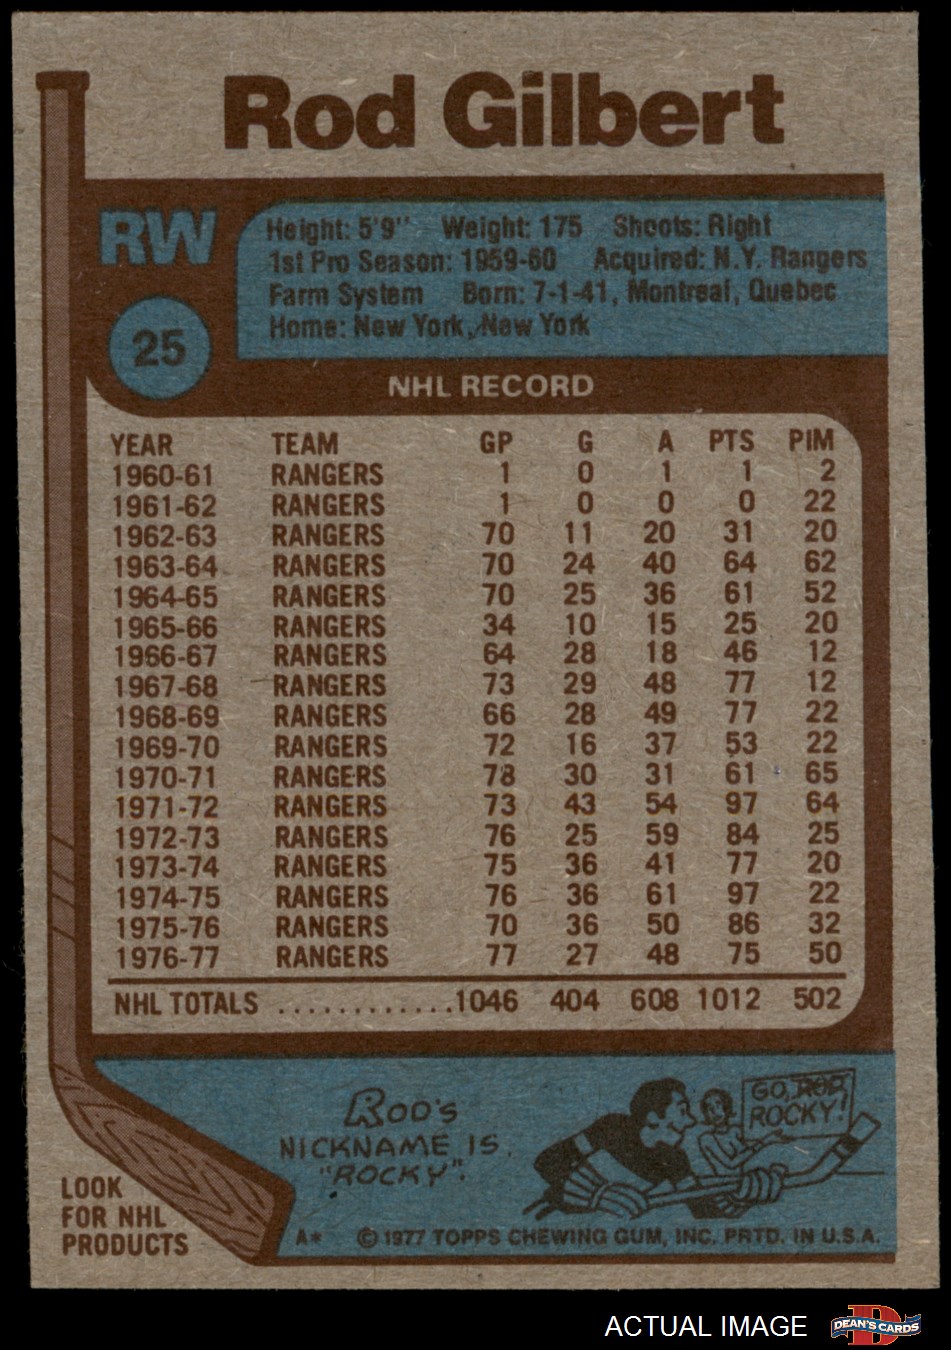 Rod Gilbert
RW
25
Height: 5'9" Weight: 175 Shoots: Right
1st Pro Season: 1959-60 Acquired: N.Y. Rangers
Farm System Born: 7-1-41, Montreal, Quebec
Home: New York, New York
NHL RECORD
YEAR TEAM GP G A PTS PIM
1960-61 RANGERS 1 0 1 1 2
1961-62 RANGERS 1 0 0 0 22
1962-63 RANGERS 70 11 20 31 20
1963-64 RANGERS 70 24 40 64 62
1964-65 RANGERS 70 25 36 61 52
1965-66 RANGERS 34 10 15 25 20
1966-67 RANGERS 64 28 18 46 12
1967-68 RANGERS 73 29 48 77 12
1968-69 RANGERS 66 28 49 77 22
1969-70 RANGERS 72 16 37 53 22
1970-71 RANGERS 78 30 31 61 65
1971-72 RANGERS 73 43 54 97 64
1972-73 RANGERS 76 25 59 84 25
1973-74 RANGERS 75 36 41 77 20
1974-75 RANGERS 76 36 61 97 22
1975-76 RANGERS 70 36 50 86 32
1976-77 RANGERS 77 27 48 75 50
NHL TOTALS ............. 1046 404 608 1012 502
ROD'S
NICKNAME IS
"ROCKY".
GO, ROD
ROCKY!
LOOK
FOR NHL
PRODUCTS
A* © 1977 TOPPS CHEWING GUM, INC. PRTD. IN U.S.A.
ACTUAL IMAGE
D
DEAN'S CARDS